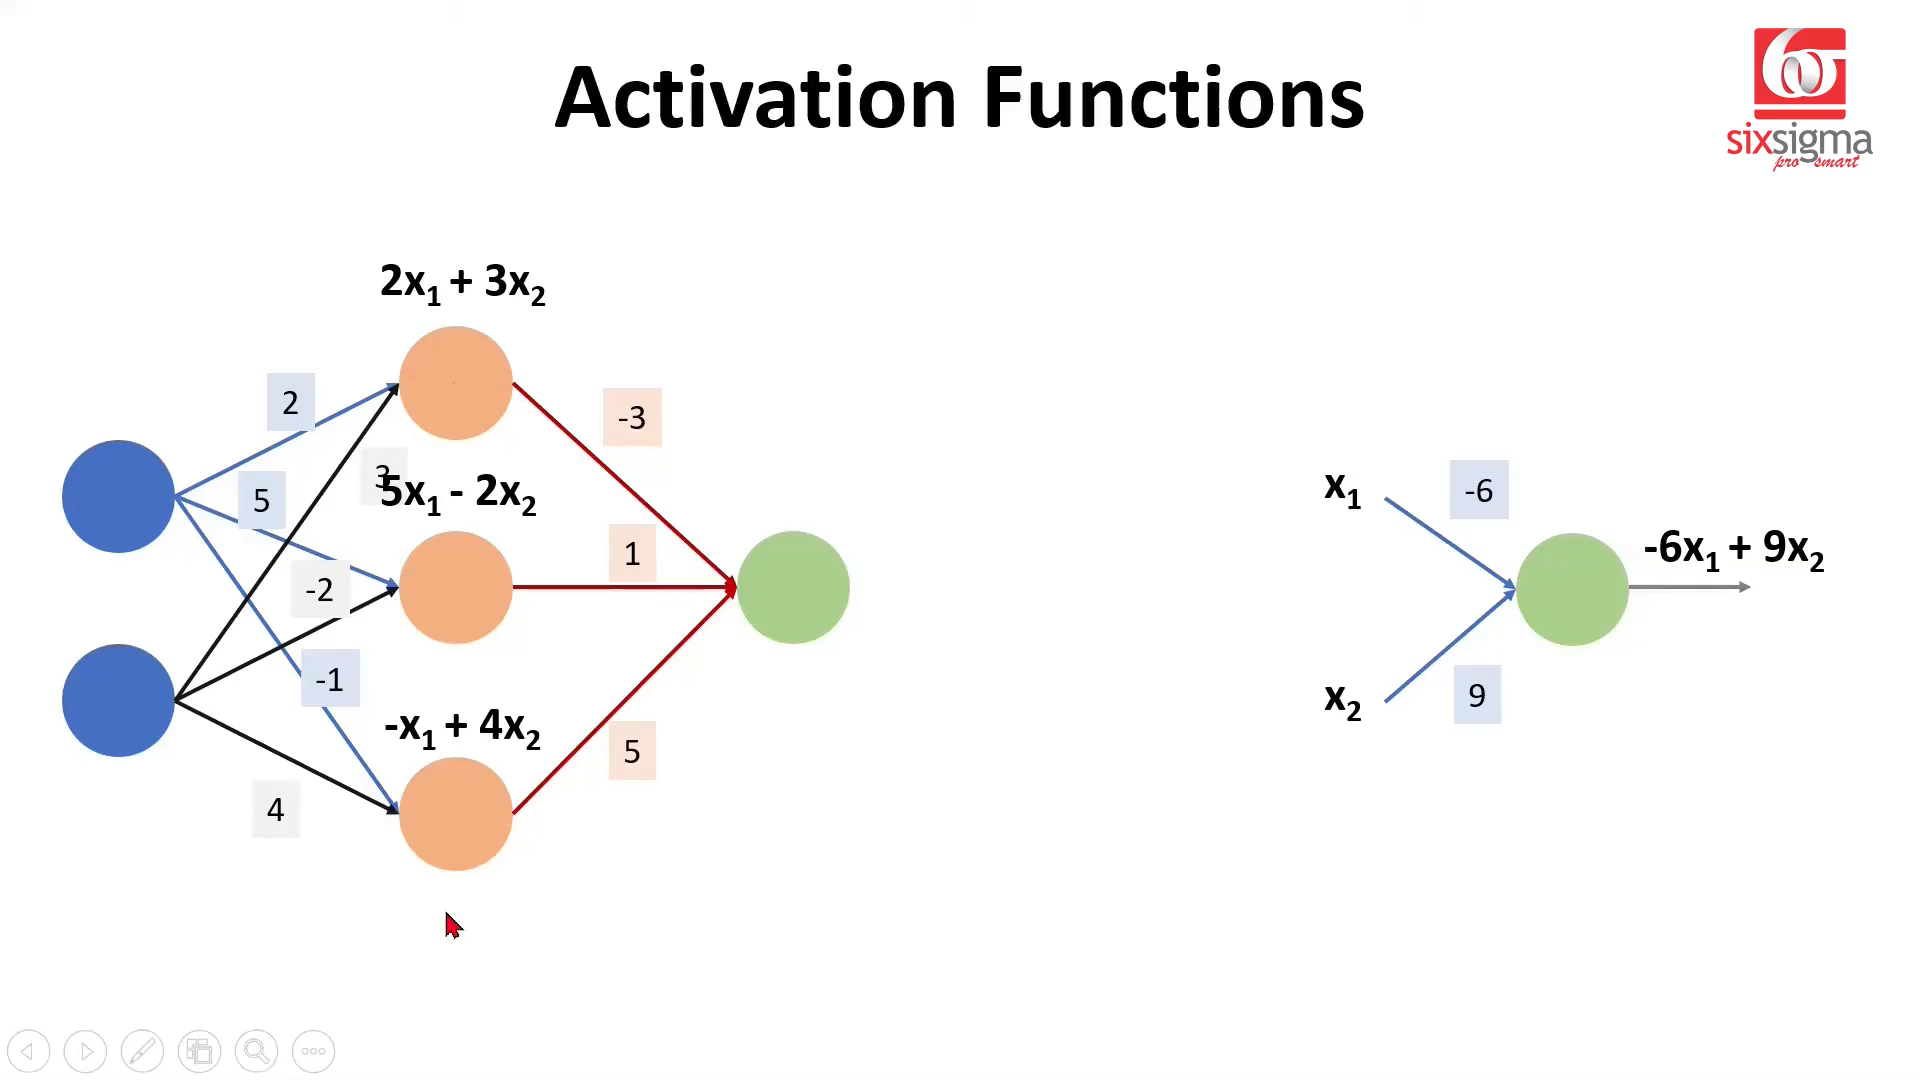 Activation Functions
sixsigma
pro smart
2x₁ + 3x₂
2
-3
3
5x₁ - 2x₂
5
1
-2
-1
-x₁ + 4x₂
5
4
x₁
-6
-6x₁ + 9x₂
x₂
9